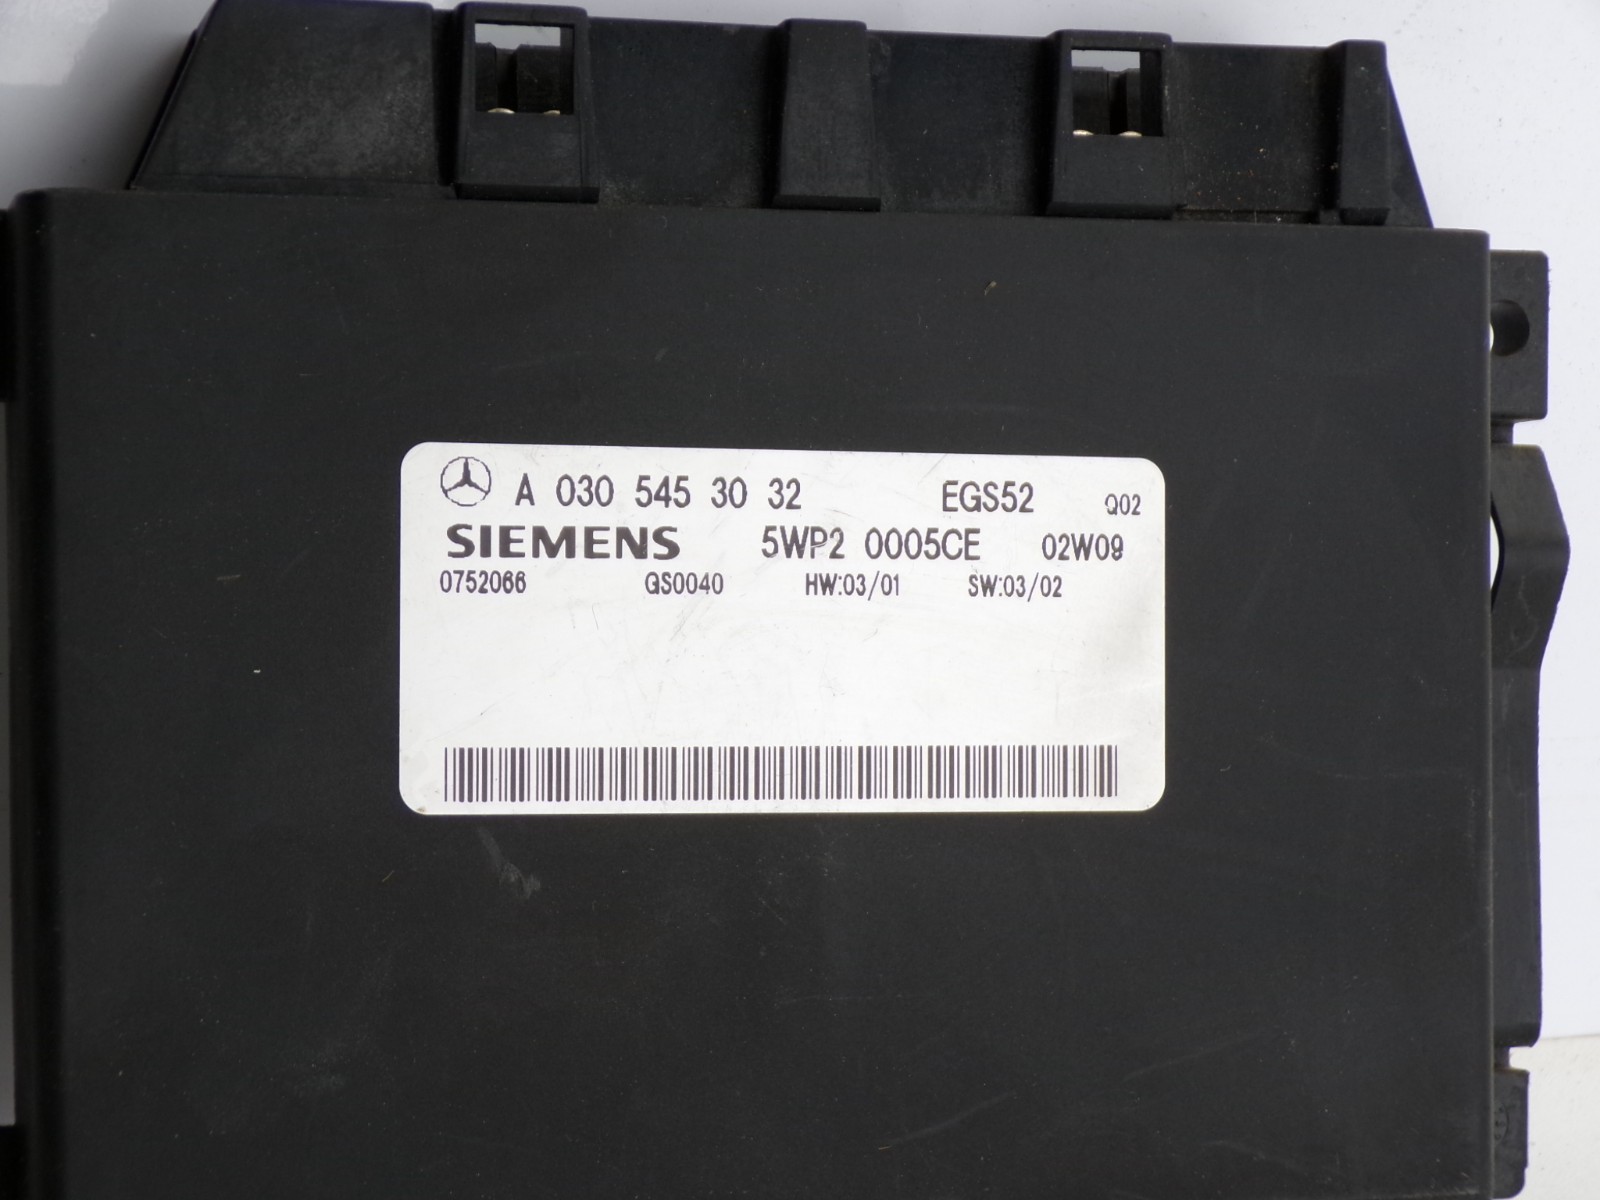 A 030 545 30 32 EGS52 Q02
SIEMENS 5WP2 0005CE 02W09
0752066 QS0040 HW:03/01 SW:03/02